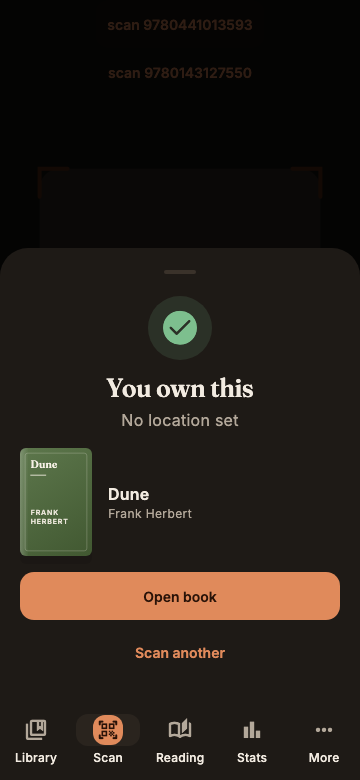 scan 9780441013593
scan 9780143127550
You own this
No location set
Dune
FRANK
HERBERT
Dune
Frank Herbert
Open book
Scan another
Library
Scan
Reading
Stats
More